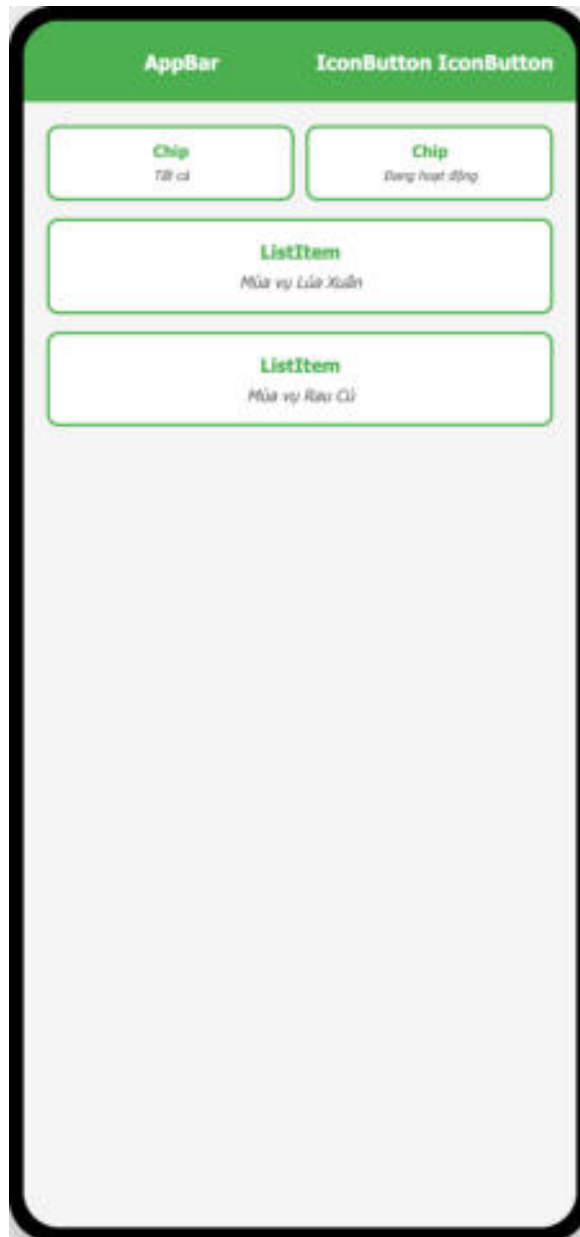 AppBar IconButton IconButton
Chip Chip
Tất cả Đang hoạt động
ListItem
Mùa vụ Lúa Xuân
ListItem
Mùa vụ Rau Củ